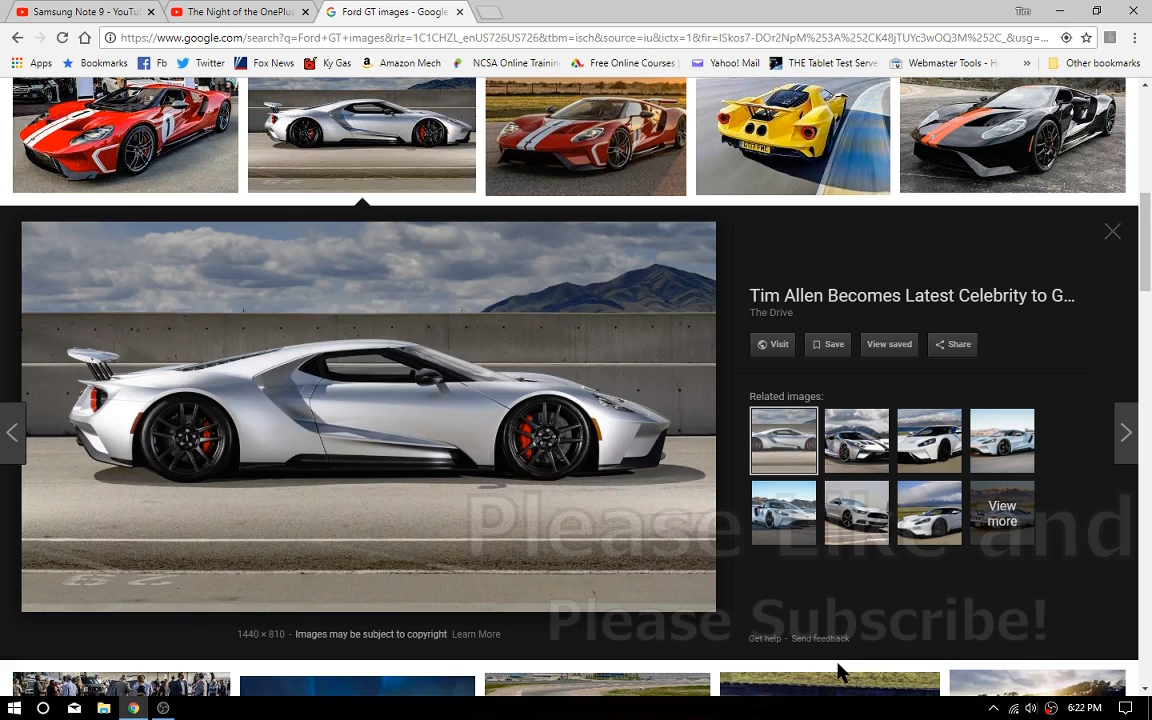 Samsung Note 9 - YouTu
The Night of the OnePlu
Ford GT images - Google
Tim
https://www.google.com/search?q=Ford+GT+images&rlz=1C1CHZL_enUS726US726&tbm=isch&source=iu&ictx=1&fir=ISkos7-DOr2NpM%253A%252CK48jTUYc3wOQ3M%252C_&usg=...
Apps
Bookmarks
Fb
Twitter
Fox News
Ky Gas
Amazon Mech
NCSA Online Trainin
Free Online Courses
Yahoo! Mail
THE Tablet Test Serve
Webmaster Tools - H
»
Other bookmarks
1
Tim Allen Becomes Latest Celebrity to G...
The Drive
Visit
Save
View saved
Share
Related images:
View more
Please Like and
Please Subscribe!
1440 × 810 - Images may be subject to copyright Learn More
Get help - Send feedback
6:22 PM